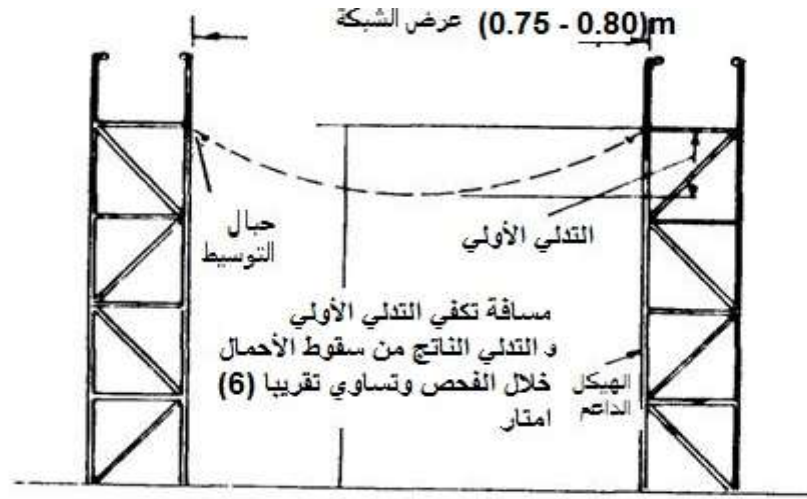 عرض الشبكة (0.75 - 0.80)m
حبال
التوسيط
التدلي الأولي
مسافة تكفي التدلي الأولي
و التدلي الناتج من سقوط الأحمال
خلال الفحص وتساوي تقريبا (6)
امتار
الهيكل
الداعم